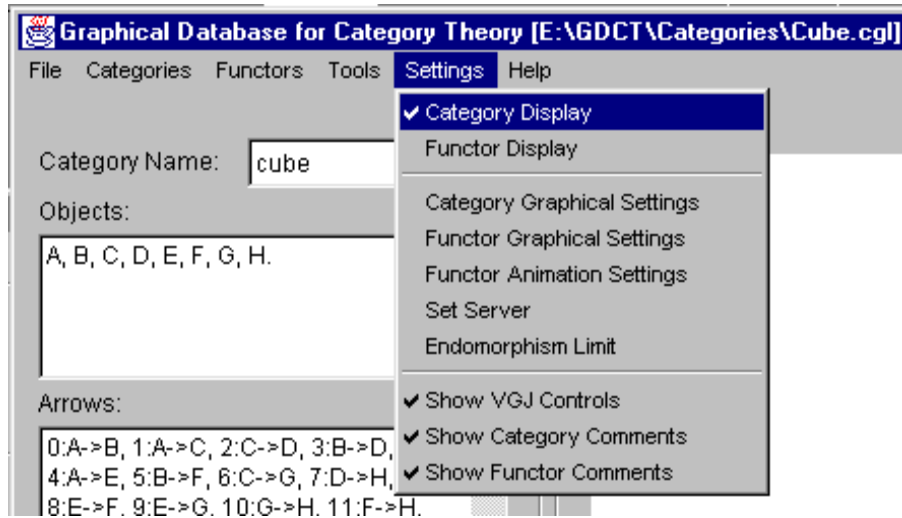 Graphical Database for Category Theory [E:\GDCT\Categories\Cube.cgl]
File Categories Functors Tools Settings Help
Category Display
Functor Display
Category Graphical Settings
Functor Graphical Settings
Functor Animation Settings
Set Server
Endomorphism Limit
Show VGJ Controls
Show Category Comments
Show Functor Comments
Category Name: cube
Objects:
A, B, C, D, E, F, G, H.
Arrows:
0:A->B, 1:A->C, 2:C->D, 3:B->D,
4:A->E, 5:B->F, 6:C->G, 7:D->H,
8:E->F, 9:E->G, 10:G->H, 11:F->H.